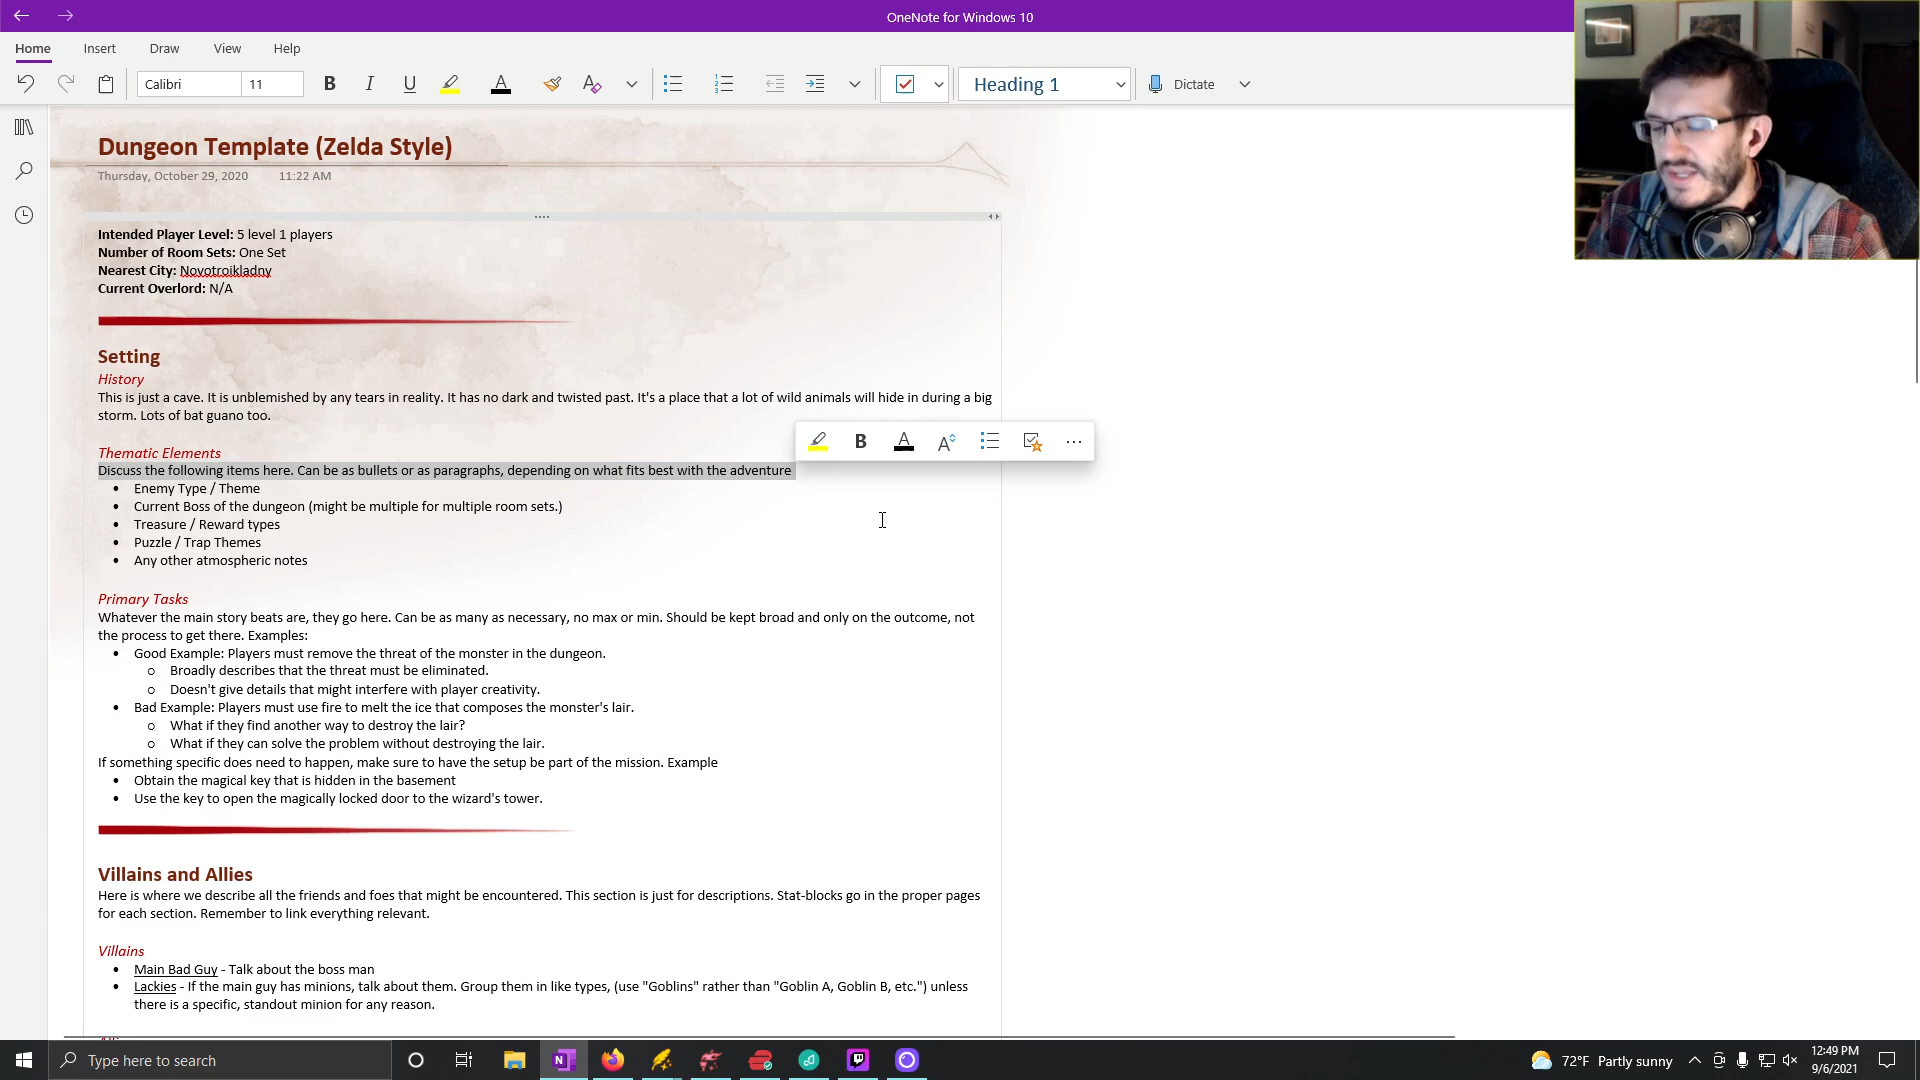 OneNote for Windows 10
Home Insert Draw View Help
Calibri 11 B I U A A Heading 1 Dictate
Dungeon Template (Zelda Style)
Thursday, October 29, 2020 11:22 AM
Intended Player Level: 5 level 1 players
Number of Room Sets: One Set
Nearest City: Novotroikladny
Current Overlord: N/A
Setting
History
This is just a cave. It is unblemished by any tears in reality. It has no dark and twisted past. It's a place that a lot of wild animals will hide in during a big
storm. Lots of bat guano too.
Thematic Elements
B A A
Discuss the following items here. Can be as bullets or as paragraphs, depending on what fits best with the adventure
• Enemy Type / Theme
• Current Boss of the dungeon (might be multiple for multiple room sets.)
• Treasure / Reward types
• Puzzle / Trap Themes
• Any other atmospheric notes
Primary Tasks
Whatever the main story beats are, they go here. Can be as many as necessary, no max or min. Should be kept broad and only on the outcome, not
the process to get there. Examples:
• Good Example: Players must remove the threat of the monster in the dungeon.
o Broadly describes that the threat must be eliminated.
o Doesn't give details that might interfere with player creativity.
• Bad Example: Players must use fire to melt the ice that composes the monster's lair.
o What if they find another way to destroy the lair?
o What if they can solve the problem without destroying the lair.
If something specific does need to happen, make sure to have the setup be part of the mission. Example
• Obtain the magical key that is hidden in the basement
• Use the key to open the magically locked door to the wizard's tower.
Villains and Allies
Here is where we describe all the friends and foes that might be encountered. This section is just for descriptions. Stat-blocks go in the proper pages
for each section. Remember to link everything relevant.
Villains
• Main Bad Guy - Talk about the boss man
• Lackies - If the main guy has minions, talk about them. Group them in like types, (use "Goblins" rather than "Goblin A, Goblin B, etc.") unless
there is a specific, standout minion for any reason.
Type here to search
72°F Partly sunny
12:49 PM
9/6/2021